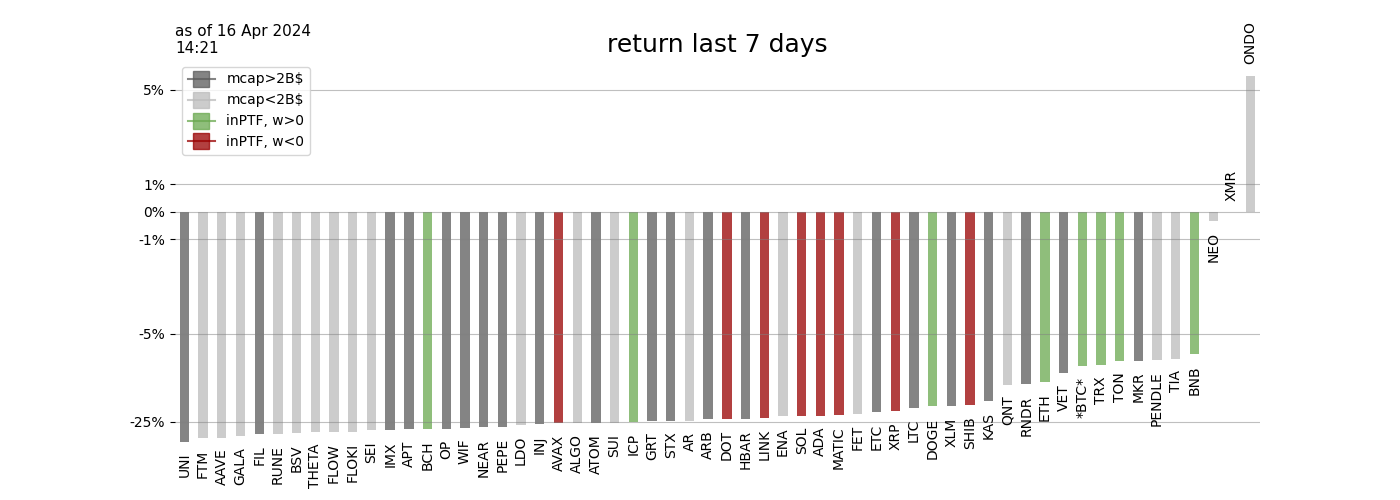 as of 16 Apr 2024
14:21
return last 7 days
mcap>2B$
mcap<2B$
inPTF, w>0
inPTF, w<0
5%
1%
0%
-1%
-5%
-25%
UNI
FTM
AAVE
GALA
FIL
RUNE
BSV
THETA
FLOW
FLOKI
SEI
IMX
APT
BCH
OP
WIF
NEAR
PEPE
LDO
INJ
AVAX
ALGO
ATOM
SUI
ICP
GRT
STX
AR
ARB
DOT
HBAR
LINK
ENA
SOL
ADA
MATIC
FET
ETC
XRP
LTC
DOGE
XLM
SHIB
KAS
QNT
RNDR
ETH
VET
*BTC*
TRX
TON
MKR
PENDLE
TIA
BNB
NEO
XMR
ONDO